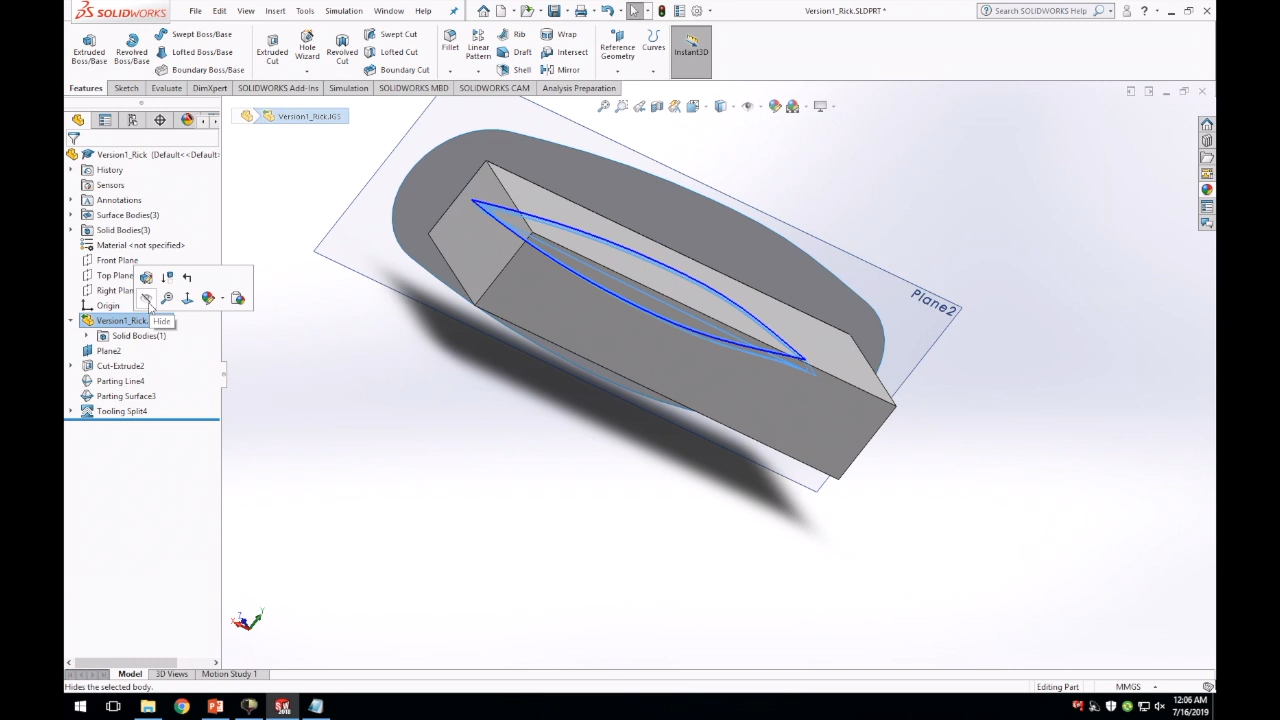 SOLIDWORKS
File Edit View Insert Tools Simulation Window Help
Version1_Rick.SLDPRT *
Search SOLIDWORKS Help
Extruded Boss/Base
Revolved Boss/Base
Swept Boss/Base
Lofted Boss/Base
Boundary Boss/Base
Extruded Cut
Hole Wizard
Revolved Cut
Swept Cut
Lofted Cut
Boundary Cut
Fillet
Linear Pattern
Rib
Draft
Shell
Wrap
Intersect
Mirror
Reference Geometry
Curves
Instant3D
Features Sketch Evaluate DimXpert SOLIDWORKS Add-Ins Simulation SOLIDWORKS MBD SOLIDWORKS CAM Analysis Preparation
Version1_Rick.IGS
Version1_Rick (Default<<Default>
History
Sensors
Annotations
Surface Bodies(3)
Solid Bodies(3)
Material <not specified>
Front Plane
Top Plane
Right Plan
Origin
Version1_Rick.
Hide
Solid Bodies(1)
Plane2
Cut-Extrude2
Parting Line4
Parting Surface3
Tooling Split4
Plane2
Z
Y
X
Model 3D Views Motion Study 1
Hides the selected body.
Editing Part
MMGS
SW
2018
12:06 AM
7/16/2019